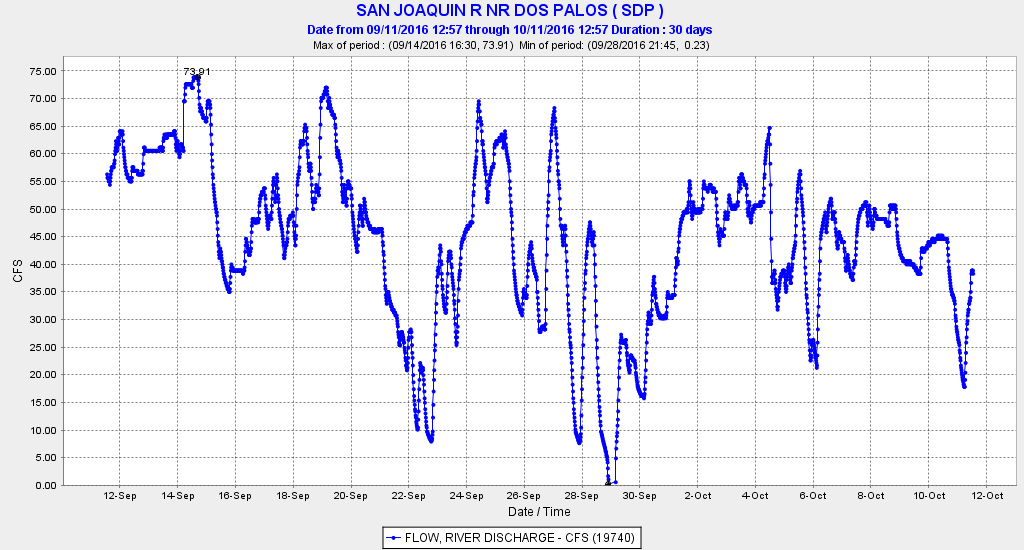 SAN JOAQUIN R NR DOS PALOS ( SDP )
Date from 09/11/2016 12:57 through 10/11/2016 12:57 Duration : 30 days
Max of period : (09/14/2016 16:30, 73.91) Min of period: (09/28/2016 21:45, 0.23)
73.91
75.00
70.00
65.00
60.00
55.00
50.00
45.00
40.00
35.00
30.00
25.00
20.00
15.00
10.00
5.00
0.00
CFS
12-Sep 14-Sep 16-Sep 18-Sep 20-Sep 22-Sep 24-Sep 26-Sep 28-Sep 30-Sep 2-Oct 4-Oct 6-Oct 8-Oct 10-Oct 12-Oct
Date / Time
FLOW, RIVER DISCHARGE - CFS (19740)